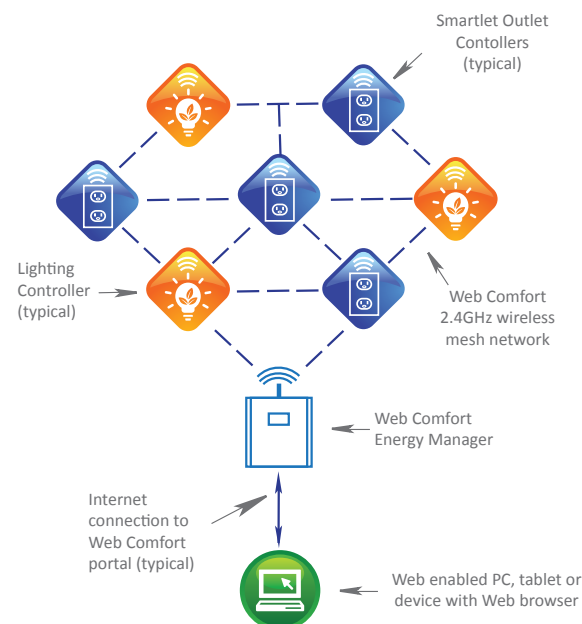 Smartlet Outlet
Contollers
(typical)
Lighting
Controller
(typical)
Web Comfort
2.4GHz wireless
mesh network
Web Comfort
Energy Manager
Internet
connection to
Web Comfort
portal (typical)
Web enabled PC, tablet or
device with Web browser